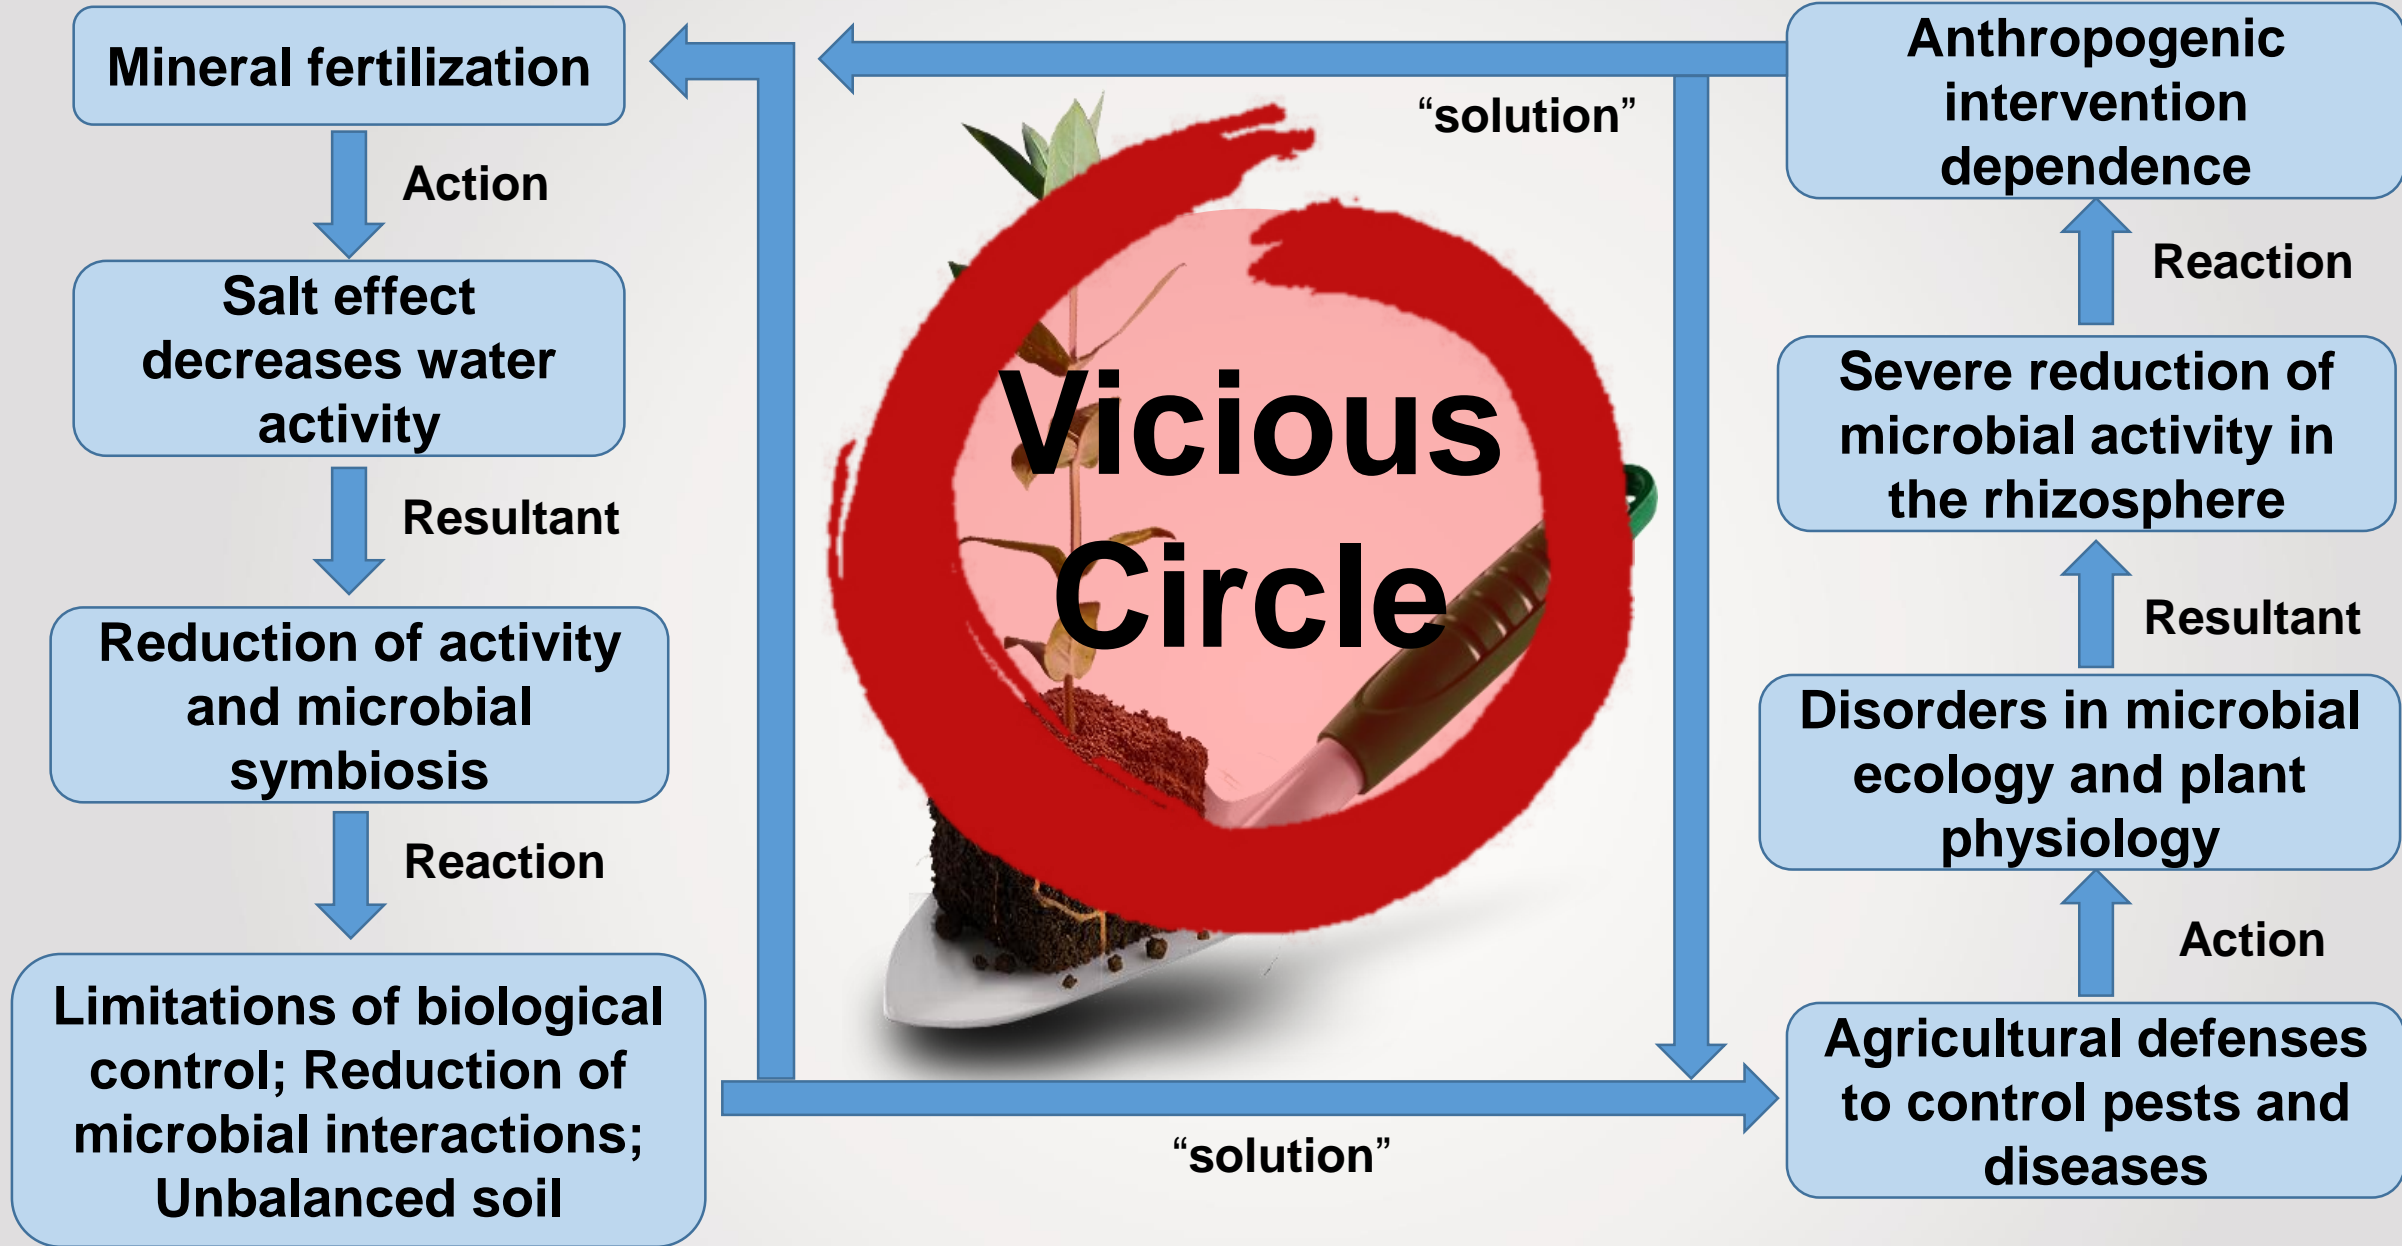 Mineral fertilization
Action
Salt effect
decreases water
activity
Resultant
Reduction of activity
and microbial
symbiosis
Reaction
Limitations of biological
control; Reduction of
microbial interactions;
Unbalanced soil
“solution”
Vicious
Circle
“solution”
Anthropogenic
intervention
dependence
Reaction
Severe reduction of
microbial activity in
the rhizosphere
Resultant
Disorders in microbial
ecology and plant
physiology
Action
Agricultural defenses
to control pests and
diseases